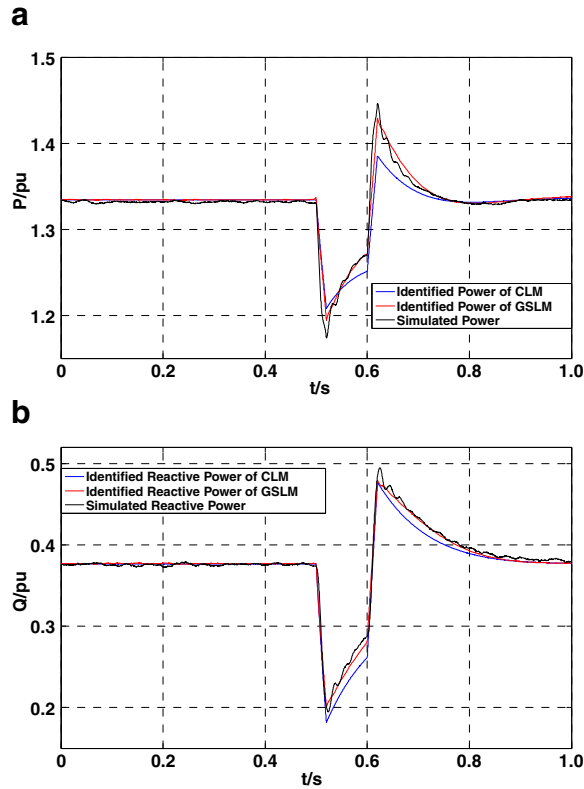 a
1.5
1.4
1.3
1.2
P/pu
Identified Power of CLM
Identified Power of GSLM
Simulated Power
0 0.2 0.4 0.6 0.8 1.0
t/s
b
0.5
0.4
0.3
0.2
Q/pu
Identified Reactive Power of CLM
Identified Reactive Power of GSLM
Simulated Reactive Power
0 0.2 0.4 0.6 0.8 1.0
t/s